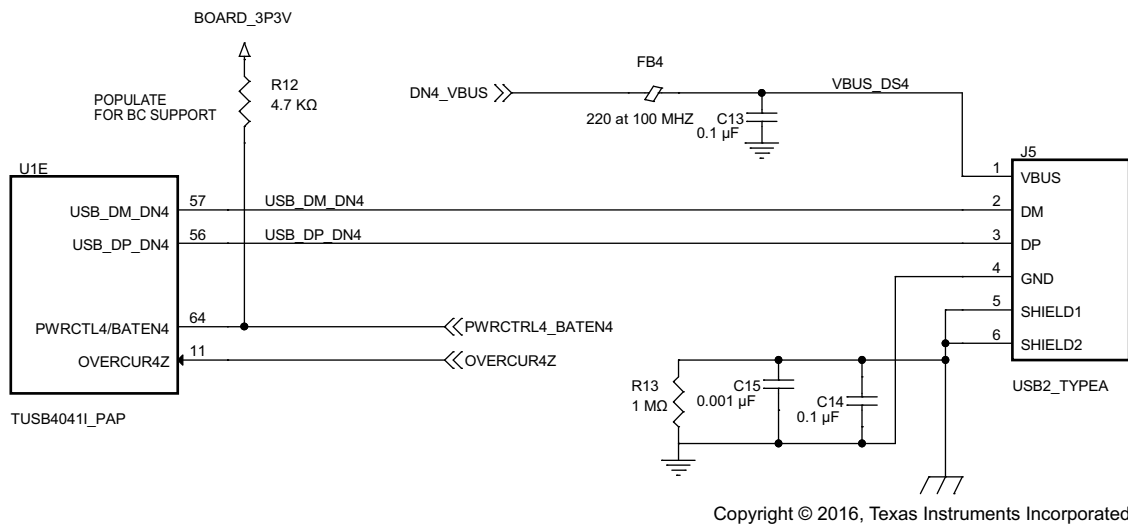 BOARD_3P3V
R12
4.7 KΩ
POPULATE
FOR BC SUPPORT
DN4_VBUS
FB4
220 at 100 MHZ
VBUS_DS4
C13
0.1 µF
U1E
USB_DM_DN4
57
USB_DM_DN4
USB_DP_DN4
56
USB_DP_DN4
PWRCTL4/BATEN4
64
PWRCTRL4_BATEN4
OVERCUR4Z
11
OVERCUR4Z
TUSB4041I_PAP
J5
1
VBUS
2
DM
3
DP
4
GND
5
SHIELD1
6
SHIELD2
USB2_TYPEA
R13
1 MΩ
C15
0.001 µF
C14
0.1 µF
Copyright © 2016, Texas Instruments Incorporated